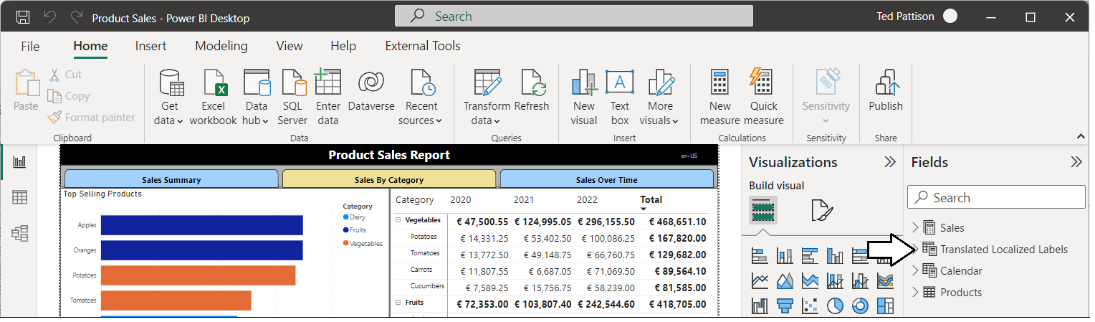 Product Sales - Power BI Desktop
Search
Ted Pattison
File Home Insert Modeling View Help External Tools
Paste
Cut
Copy
Format painter
Clipboard
Get data
Excel workbook
Data hub
SQL Server
Enter data
Dataverse
Recent sources
Data
Transform data
Refresh
Queries
New visual
Text box
More visuals
Insert
New measure
Quick measure
Calculations
Sensitivity
Sensitivity
Publish
Share
Product Sales Report
en-US
Sales Summary
Sales By Category
Sales Over Time
Top Selling Products
Apples
Oranges
Potatoes
Tomatoes
Category
Dairy
Fruits
Vegetables
Category 2020 2021 2022 Total
Vegetables € 47,500.55 € 124,995.05 € 296,155.50 € 468,651.10
Potatoes € 14,331.25 € 53,402.50 € 100,086.25 € 167,820.00
Tomatoes € 13,772.50 € 49,148.75 € 66,760.75 € 129,682.00
Carrots € 11,807.55 € 6,687.05 € 71,069.50 € 89,564.10
Cucumbers € 7,589.25 € 15,756.75 € 58,239.00 € 81,585.00
Fruits € 72,353.00 € 103,807.40 € 242,544.60 € 418,705.00
Visualizations
Build visual
Fields
Search
Sales
Translated Localized Labels
Calendar
Products